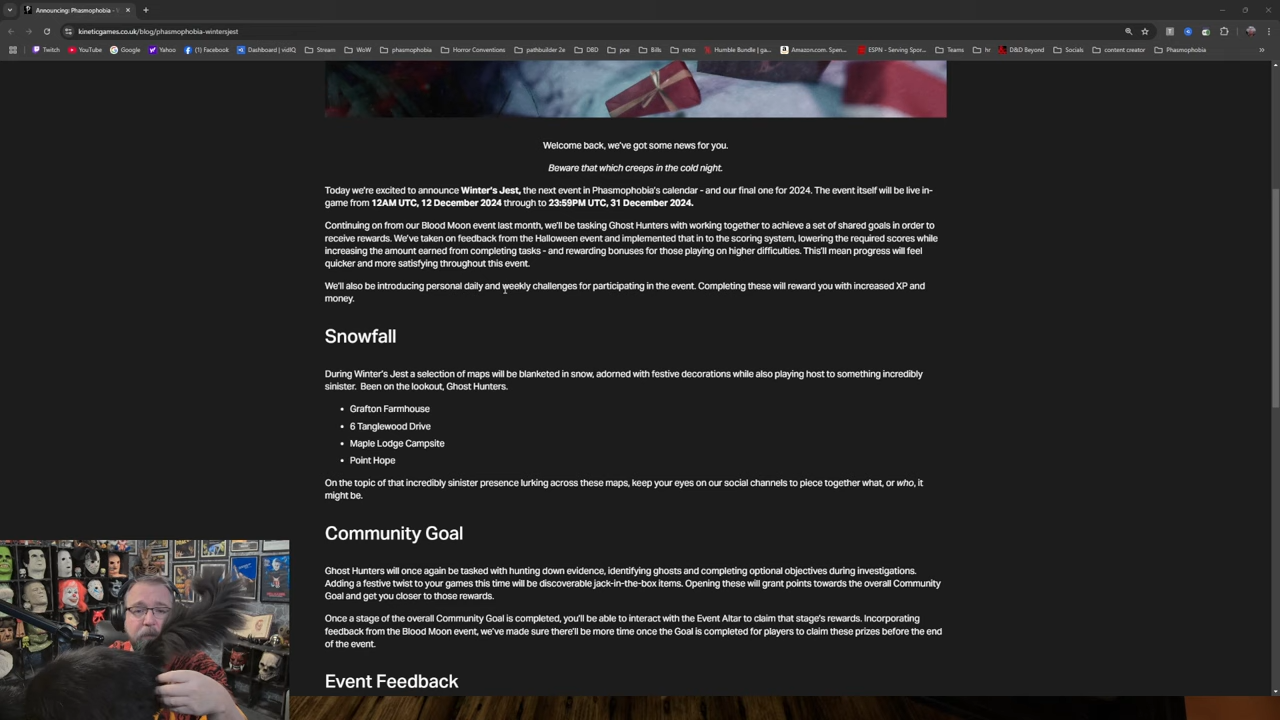 Announcing: Phasmophobia -
kineticgames.co.uk/blog/phasmophobia-wintersjest
Twitch YouTube Google Yahoo (1) Facebook Dashboard | vidIQ Stream WoW phasmophobia Horror Conventions pathbuilder 2e DBD poe Bills retro Humble Bundle | ga... Amazon.com. Spen... ESPN - Serving Spor... Teams hr D&D Beyond Socials content creator Phasmophobia
Welcome back, we've got some news for you.
Beware that which creeps in the cold night.
Today we're excited to announce Winter's Jest, the next event in Phasmophobia's calendar - and our final one for 2024. The event itself will be live in-
game from 12AM UTC, 12 December 2024 through to 23:59PM UTC, 31 December 2024.
Continuing on from our Blood Moon event last month, we'll be tasking Ghost Hunters with working together to achieve a set of shared goals in order to
receive rewards. We've taken on feedback from the Halloween event and implemented that in to the scoring system, lowering the required scores while
increasing the amount earned from completing tasks - and rewarding bonuses for those playing on higher difficulties. This'll mean progress will feel
quicker and more satisfying throughout this event.
We'll also be introducing personal daily and weekly challenges for participating in the event. Completing these will reward you with increased XP and
money.
Snowfall
During Winter's Jest a selection of maps will be blanketed in snow, adorned with festive decorations while also playing host to something incredibly
sinister. Been on the lookout, Ghost Hunters.
• Grafton Farmhouse
• 6 Tanglewood Drive
• Maple Lodge Campsite
• Point Hope
On the topic of that incredibly sinister presence lurking across these maps, keep your eyes on our social channels to piece together what, or who, it
might be.
Community Goal
Ghost Hunters will once again be tasked with hunting down evidence, identifying ghosts and completing optional objectives during investigations.
Adding a festive twist to your games this time will be discoverable jack-in-the-box items. Opening these will grant points towards the overall Community
Goal and get you closer to those rewards.
Once a stage of the overall Community Goal is completed, you'll be able to interact with the Event Altar to claim that stage's rewards. Incorporating
feedback from the Blood Moon event, we've made sure there'll be more time once the Goal is completed for players to claim these prizes before the end
of the event.
Event Feedback